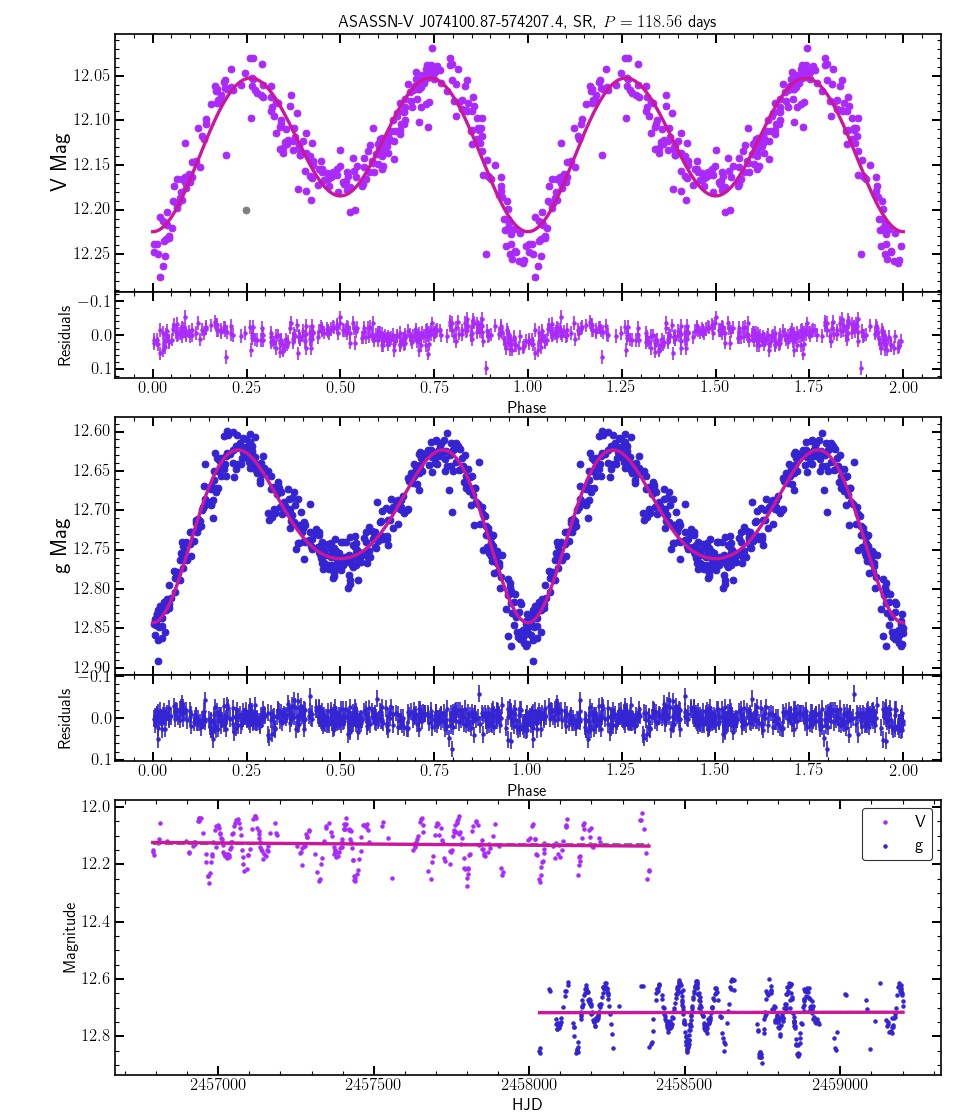 ASASSN-V J074100.87-574207.4, SR, P = 118.56 days
V Mag
12.05
12.10
12.15
12.20
12.25
Residuals
−0.1
0.0
0.1
0.00 0.25 0.50 0.75 1.00 1.25 1.50 1.75 2.00
Phase
g Mag
12.60
12.65
12.70
12.75
12.80
12.85
12.90
Residuals
−0.1
0.0
0.1
0.00 0.25 0.50 0.75 1.00 1.25 1.50 1.75 2.00
Phase
Magnitude
12.0
12.2
12.4
12.6
12.8
V
g
2457000 2457500 2458000 2458500 2459000
HJD